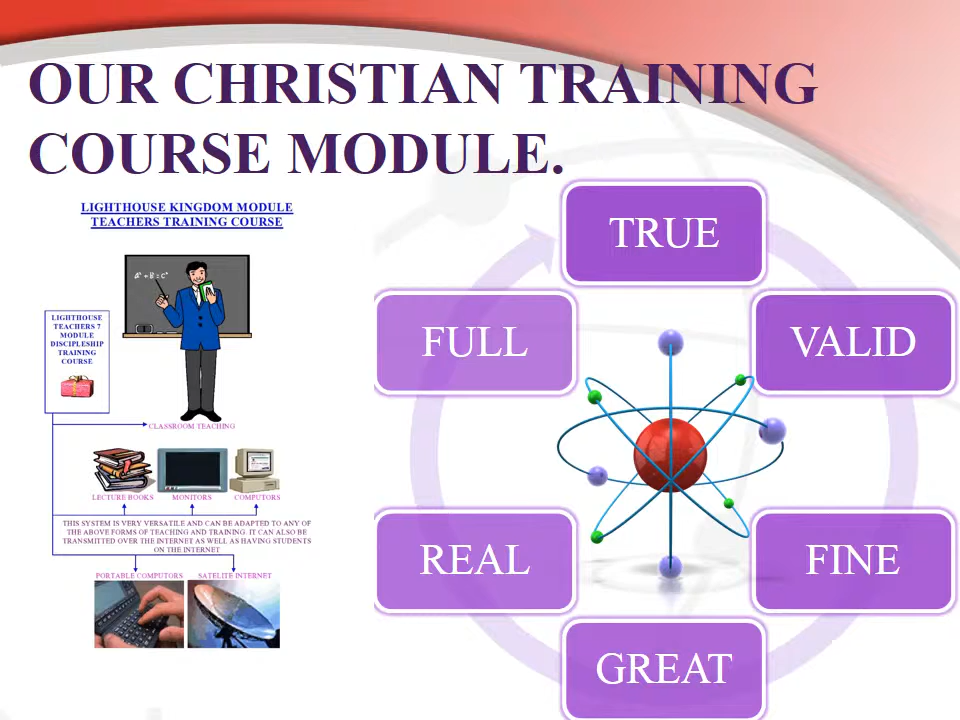 OUR CHRISTIAN TRAINING
COURSE MODULE.
LIGHTHOUSE KINGDOM MODULE
TEACHERS TRAINING COURSE
A² + B = C²
LIGHTHOUSE
TEACHERS 7
MODULE
DISCIPLESHIP
TRAINING
COURSE
CLASSROOM TEACHING
LECTURE BOOKS
MONITORS
COMPUTORS
THIS SYSTEM IS VERY VERSATILE AND CAN BE ADAPTED TO ANY OF
THE ABOVE FORMS OF TEACHING AND TRAINING. IT CAN ALSO BE
TRANSMITTED OVER THE INTERNET AS WELL AS HAVING STUDENTS
ON THE INTERNET
PORTABLE COMPUTORS
SATELITE INTERNET
TRUE
VALID
FINE
GREAT
REAL
FULL